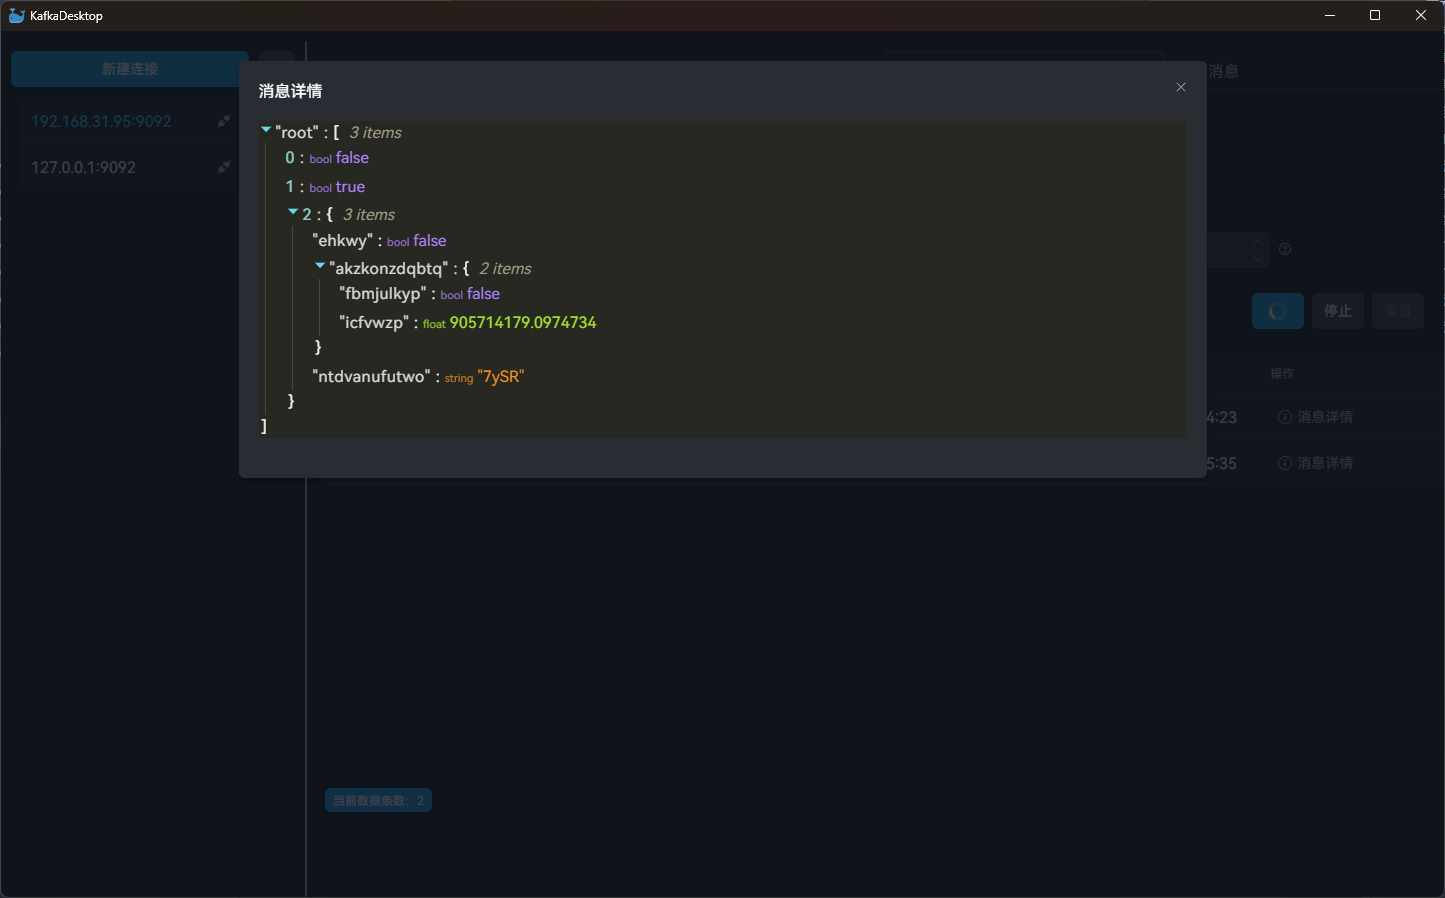 KafkaDesktop
新建连接
192.168.31.95:9092
127.0.0.1:9092
消息
消息详情
"root" : [ 3 items
0 : bool false
1 : bool true
2 : { 3 items
"ehkwy" : bool false
"akzkonzdqbtq" : { 2 items
"fbmjulkyp" : bool false
"icfvwzp" : float 905714179.0974734
}
"ntdvanufutwo" : string "7ySR"
}
]
停止
操作
4:23 消息详情
5:35 消息详情
当前数据条数：2